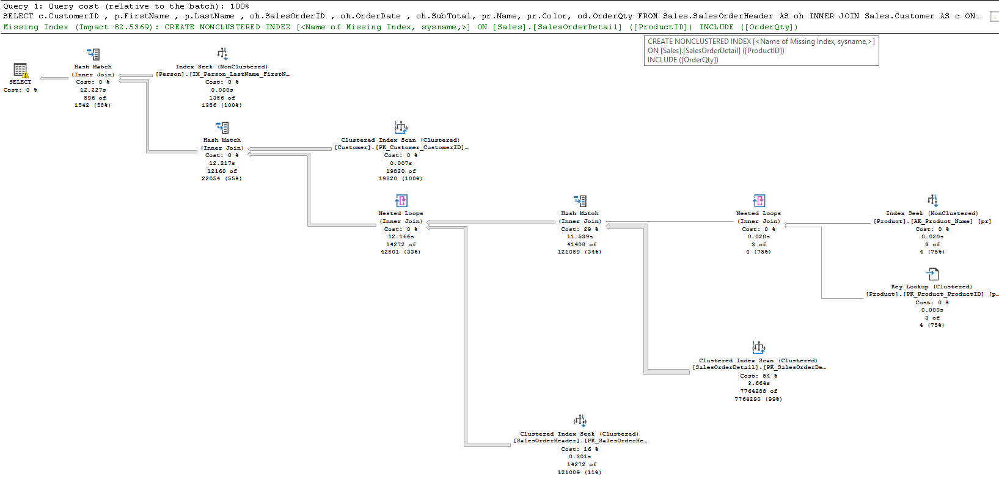 Query 1: Query cost (relative to the batch): 100%
SELECT c.CustomerID , p.FirstName , p.LastName , oh.SalesOrderID , oh.OrderDate , oh.SubTotal, pr.Name, pr.Color, od.OrderQty FROM Sales.SalesOrderHeader AS oh INNER JOIN Sales.Customer AS c ON…
Missing Index (Impact 82.5369): CREATE NONCLUSTERED INDEX [<Name of Missing Index, sysname,>] ON [Sales].[SalesOrderDetail] ([ProductID]) INCLUDE ([OrderQty])
CREATE NONCLUSTERED INDEX [<Name of Missing Index, sysname,>]
ON [Sales].[SalesOrderDetail] ([ProductID])
INCLUDE ([OrderQty])
SELECT
Cost: 0 %
Hash Match
(Inner Join)
Cost: 0 %
12.227s
896 of
1542 (58%)
Index Seek (NonClustered)
[Person].[IX_Person_LastName_FirstN…
Cost: 0 %
0.000s
1386 of
1386 (100%)
Hash Match
(Inner Join)
Cost: 0 %
12.217s
12160 of
22054 (55%)
Clustered Index Scan (Clustered)
[Customer].[PK_Customer_CustomerID]…
Cost: 0 %
0.007s
19820 of
19820 (100%)
Nested Loops
(Inner Join)
Cost: 0 %
12.166s
14272 of
42801 (33%)
Hash Match
(Inner Join)
Cost: 29 %
11.539s
41408 of
121089 (34%)
Nested Loops
(Inner Join)
Cost: 0 %
0.020s
3 of
4 (75%)
Index Seek (NonClustered)
[Product].[AK_Product_Name] [pr]
Cost: 0 %
0.020s
3 of
4 (75%)
Key Lookup (Clustered)
[Product].[PK_Product_ProductID] [p…
Cost: 0 %
0.000s
3 of
4 (75%)
Clustered Index Scan (Clustered)
[SalesOrderDetail].[PK_SalesOrderDe…
Cost: 54 %
3.664s
7764288 of
7764290 (99%)
Clustered Index Seek (Clustered)
[SalesOrderHeader].[PK_SalesOrderHe…
Cost: 16 %
0.301s
14272 of
121089 (11%)